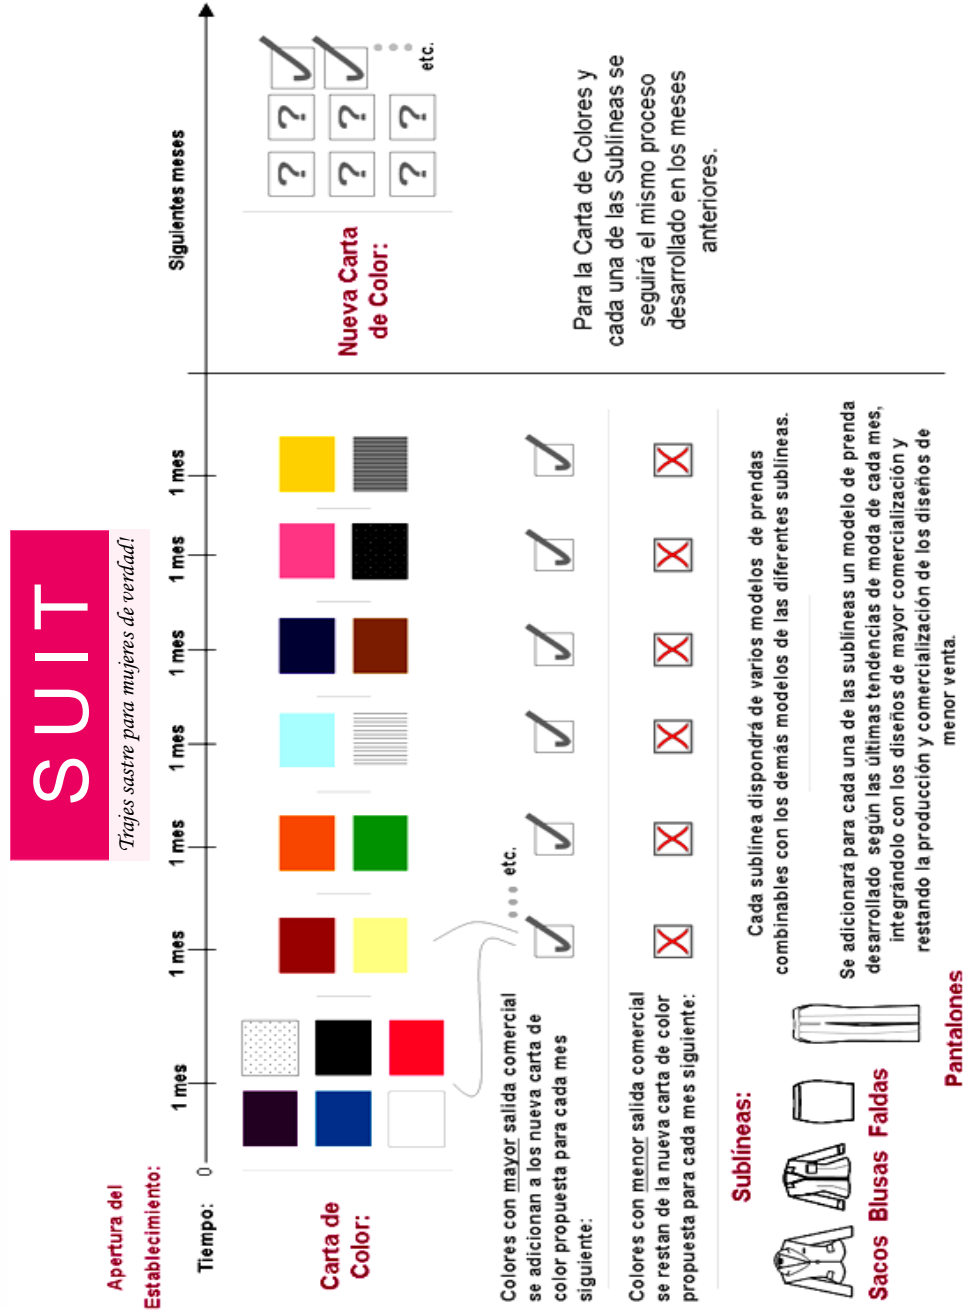 SUIT
Trajes sastre para mujeres de verdad!
Apertura del
Establecimiento:
Tiempo:
0
1 mes
1 mes
1 mes
1 mes
1 mes
1 mes
1 mes
Siguientes meses
Carta de
Color:
Nueva Carta
de Color:
? ? ? ? ? ?
etc.
Colores con mayor salida comercial
se adicionan a los nueva carta de
color propuesta para cada mes
siguiente:
etc.
Colores con menor salida comercial
se restan de la nueva carta de color
propuesta para cada mes siguiente:
Para la Carta de Colores y
cada una de las Sublíneas se
seguirá el mismo proceso
desarrollado en los meses
anteriores.
Sublíneas:
Sacos Blusas Faldas
Pantalones
Cada sublínea dispondrá de varios modelos de prendas
combinables con los demás modelos de las diferentes sublíneas.
Se adicionará para cada una de las sublíneas un modelo de prenda
desarrollado según las últimas tendencias de moda de cada mes,
integrándolo con los diseños de mayor comercialización y
restando la producción y comercialización de los diseños de
menor venta.